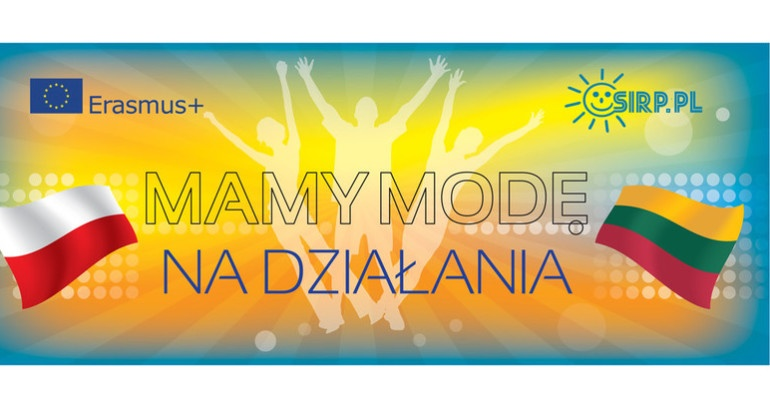 Erasmus+
SIRP.PL
MAMY MODĘ
NA DZIAŁANIA